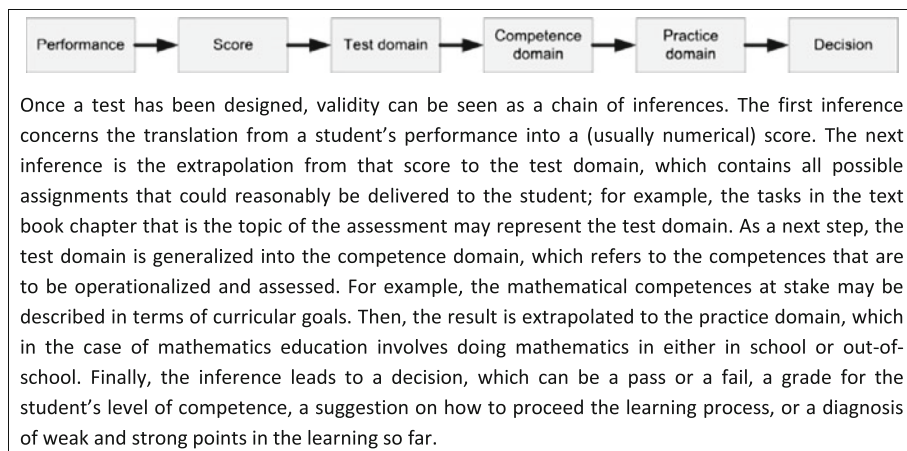 Performance
Score
Test domain
Competence
domain
Practice
domain
Decision
Once a test has been designed, validity can be seen as a chain of inferences. The first inference
concerns the translation from a student’s performance into a (usually numerical) score. The next
inference is the extrapolation from that score to the test domain, which contains all possible
assignments that could reasonably be delivered to the student; for example, the tasks in the text
book chapter that is the topic of the assessment may represent the test domain. As a next step, the
test domain is generalized into the competence domain, which refers to the competences that are
to be operationalized and assessed. For example, the mathematical competences at stake may be
described in terms of curricular goals. Then, the result is extrapolated to the practice domain, which
in the case of mathematics education involves doing mathematics in either in school or out-of-
school. Finally, the inference leads to a decision, which can be a pass or a fail, a grade for the
student’s level of competence, a suggestion on how to proceed the learning process, or a diagnosis
of weak and strong points in the learning so far.